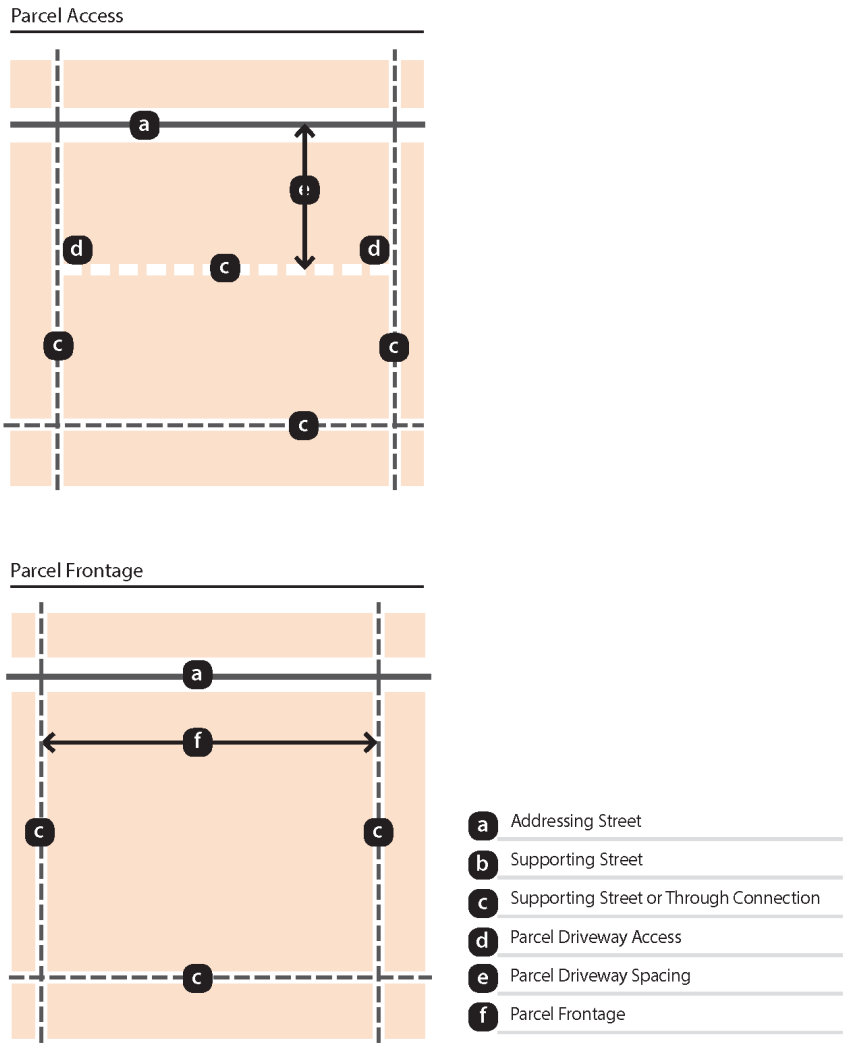 Parcel Access
a
e
d
d
c
c
c
c
Parcel Frontage
a
f
c
c
c
a Addressing Street
b Supporting Street
c Supporting Street or Through Connection
d Parcel Driveway Access
e Parcel Driveway Spacing
f Parcel Frontage